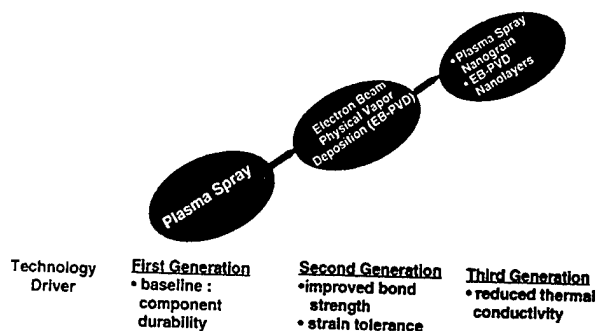 • Plasma Spray
Nanograin
• EB-PVD
Nanolayers
Electron Beam
Physical Vapor
Deposition (EB-PVD)
Plasma Spray
Technology
Driver
First Generation
• baseline :
component
durability
Second Generation
•improved bond
strength
• strain tolerance
Third Generation
• reduced thermal
conductivity